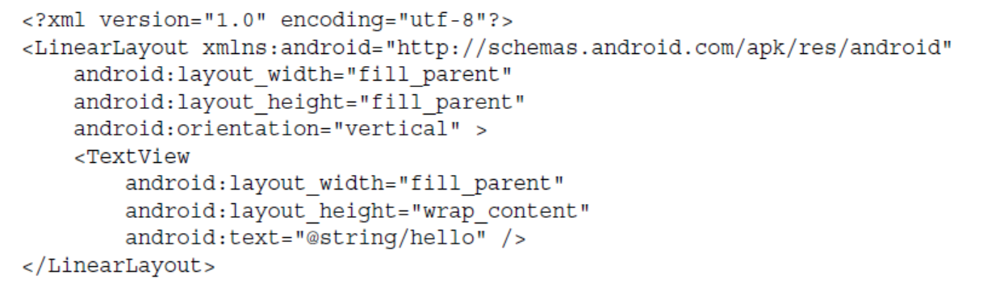 <?xml version="1.0" encoding="utf-8"?>
<LinearLayout xmlns:android="http://schemas.android.com/apk/res/android"
    android:layout_width="fill_parent"
    android:layout_height="fill_parent"
    android:orientation="vertical" >
    <TextView
        android:layout_width="fill_parent"
        android:layout_height="wrap_content"
        android:text="@string/hello" />
</LinearLayout>